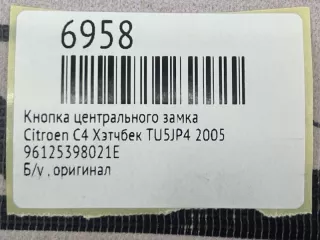 6958
Кнопка центрального замка
Citroen C4 Хэтчбек TU5JP4 2005
96125398021E
Б/у , оригинал